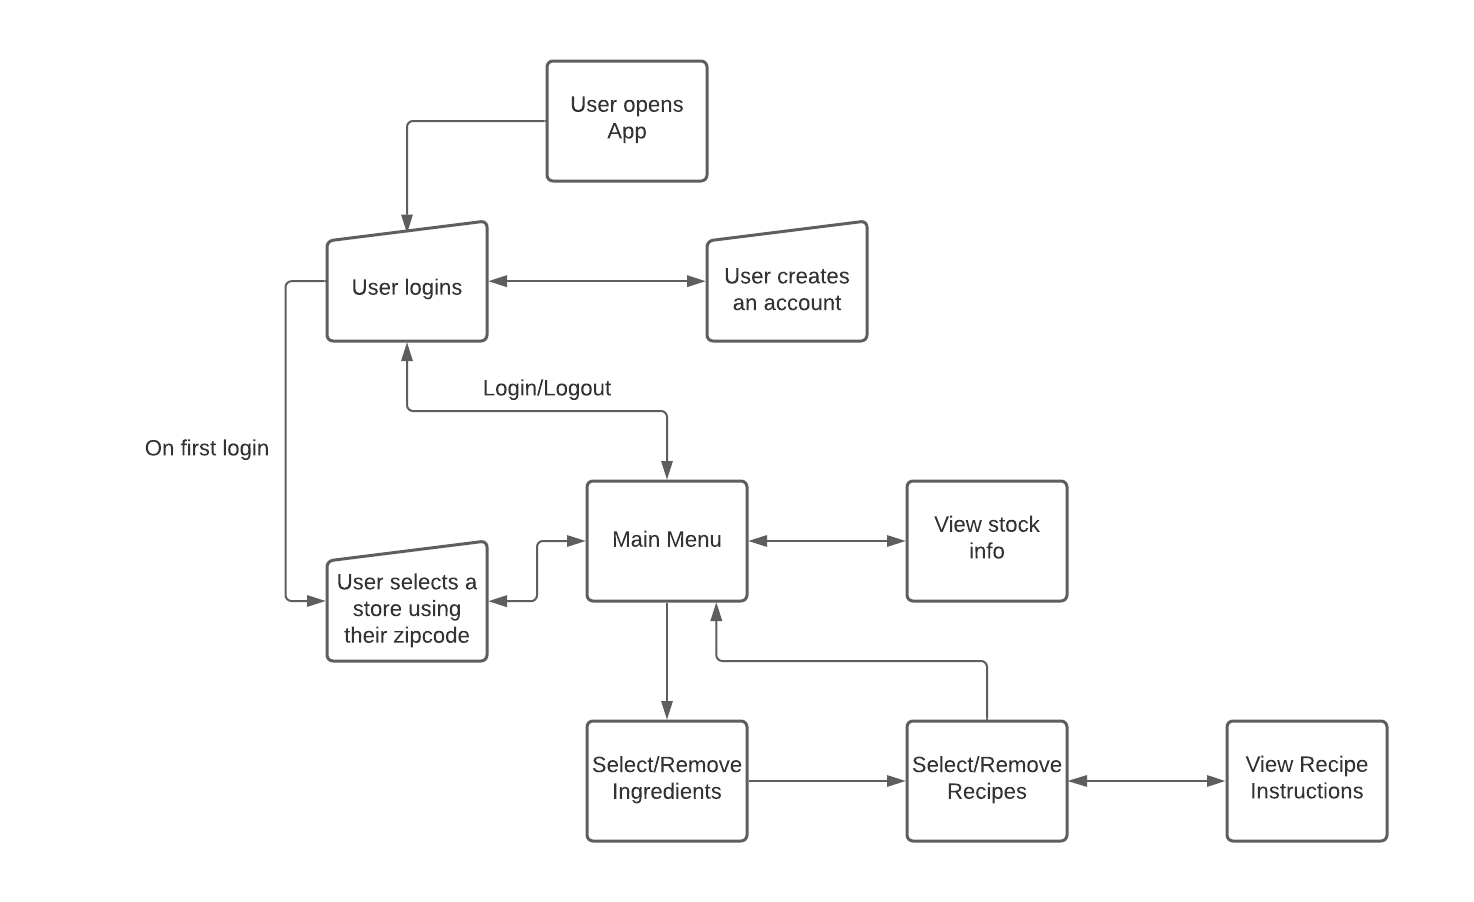 User opens
App
User logins
User creates
an account
Login/Logout
On first login
Main Menu
View stock
info
User selects a
store using
their zipcode
Select/Remove
Ingredients
Select/Remove
Recipes
View Recipe
Instructions